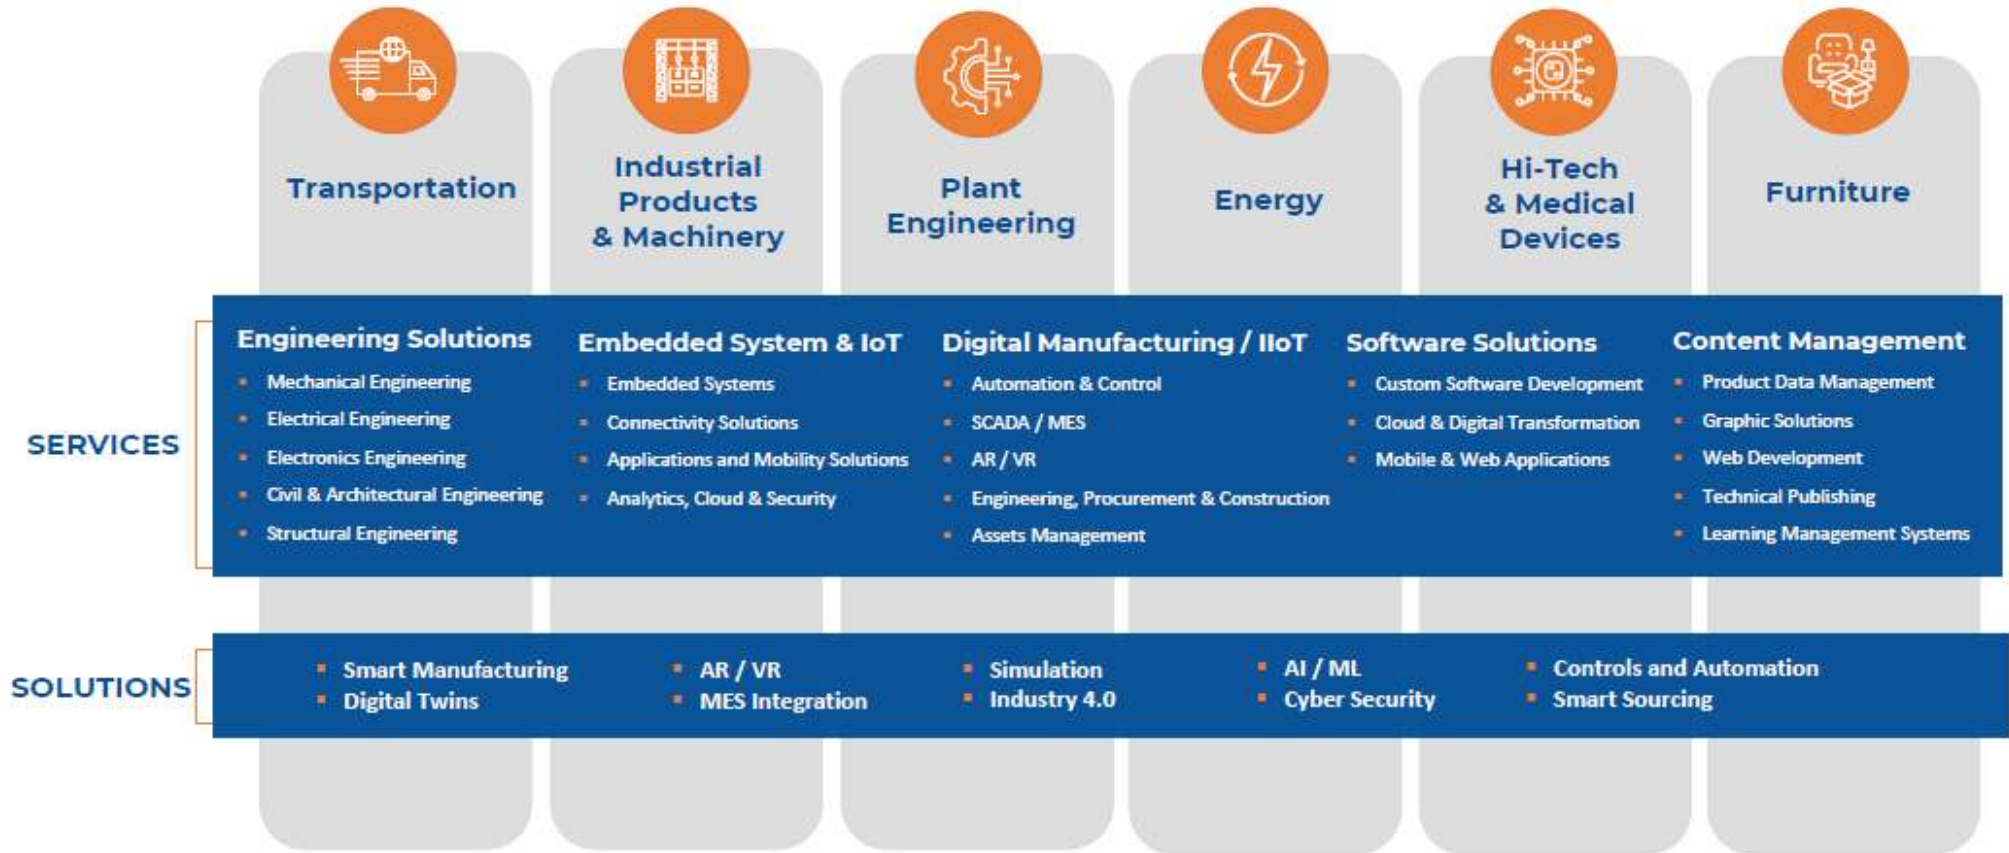 Transportation
Industrial
Products
& Machinery
Plant
Engineering
Energy
Hi-Tech
& Medical
Devices
Furniture
SERVICES
Engineering Solutions
Mechanical Engineering
Electrical Engineering
Electronics Engineering
Civil & Architectural Engineering
Structural Engineering
Embedded System & IoT
Embedded Systems
Connectivity Solutions
Applications and Mobility Solutions
Analytics, Cloud & Security
Digital Manufacturing / IIoT
Automation & Control
SCADA / MES
AR / VR
Engineering, Procurement & Construction
Assets Management
Software Solutions
Custom Software Development
Cloud & Digital Transformation
Mobile & Web Applications
Content Management
Product Data Management
Graphic Solutions
Web Development
Technical Publishing
Learning Management Systems
SOLUTIONS
Smart Manufacturing
Digital Twins
AR / VR
MES Integration
Simulation
Industry 4.0
AI / ML
Cyber Security
Controls and Automation
Smart Sourcing